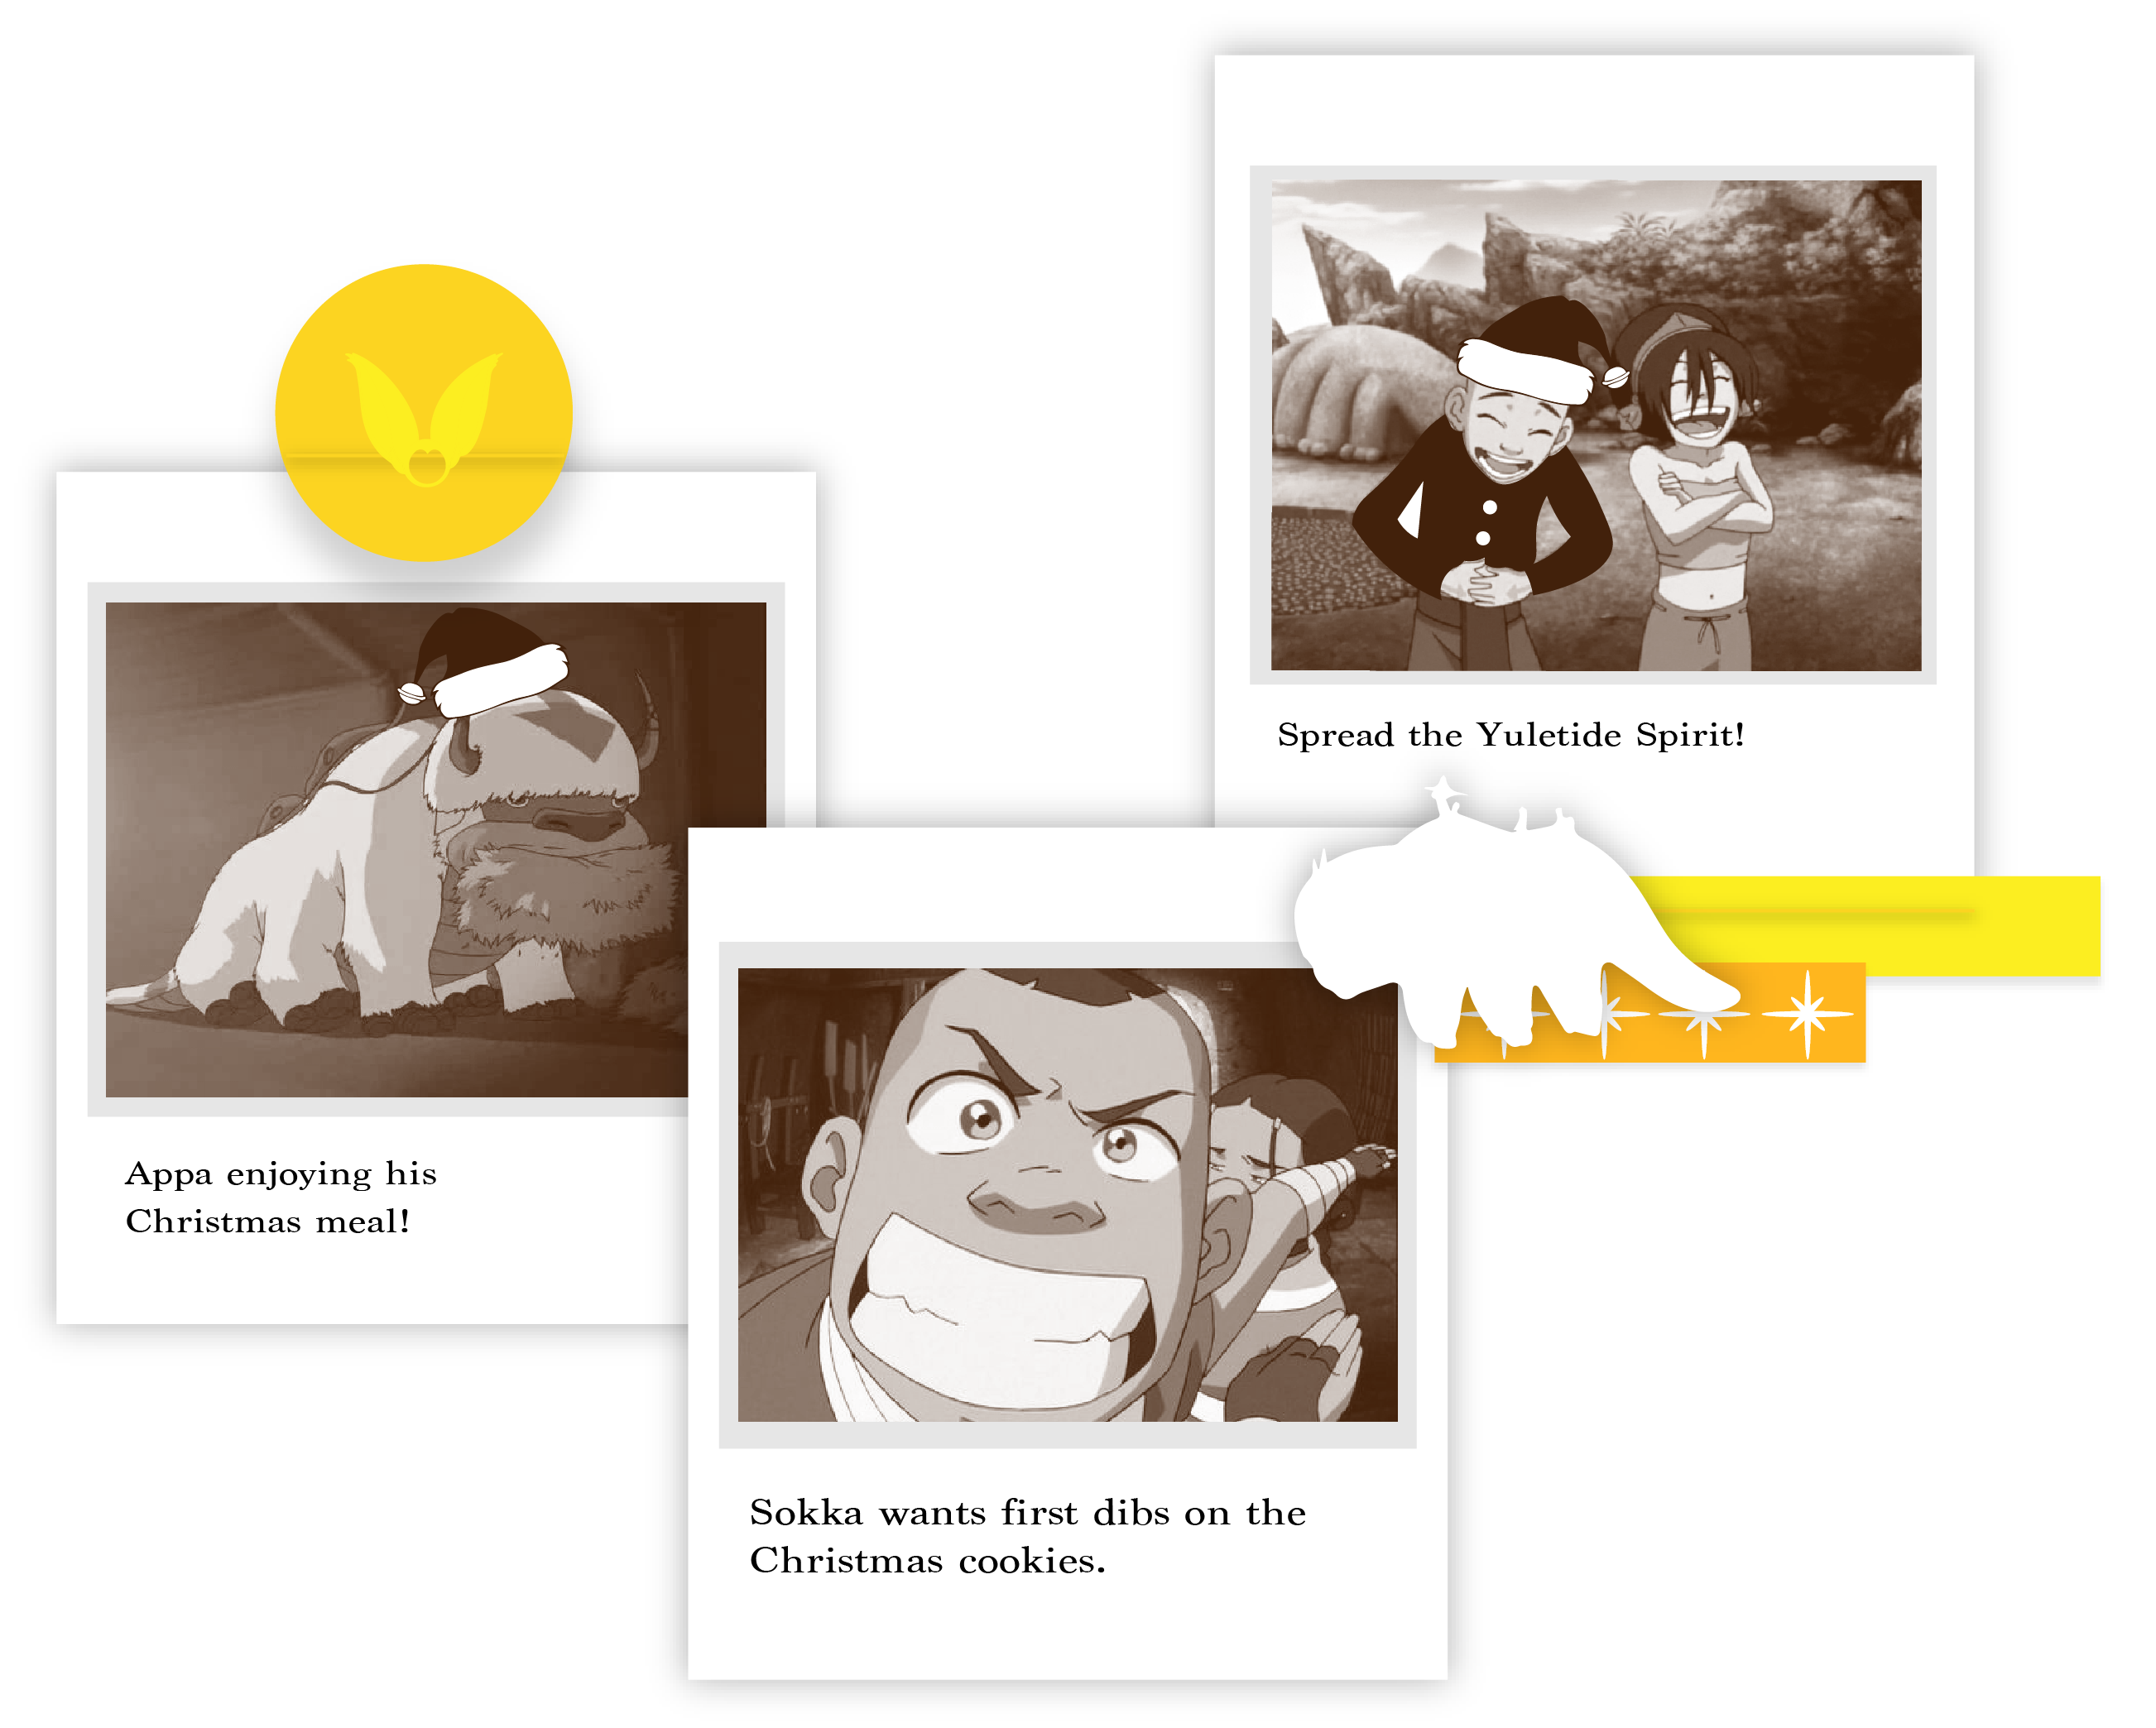 Spread the Yuletide Spirit!
Appa enjoying his
Christmas meal!
Sokka wants first dibs on the
Christmas cookies.